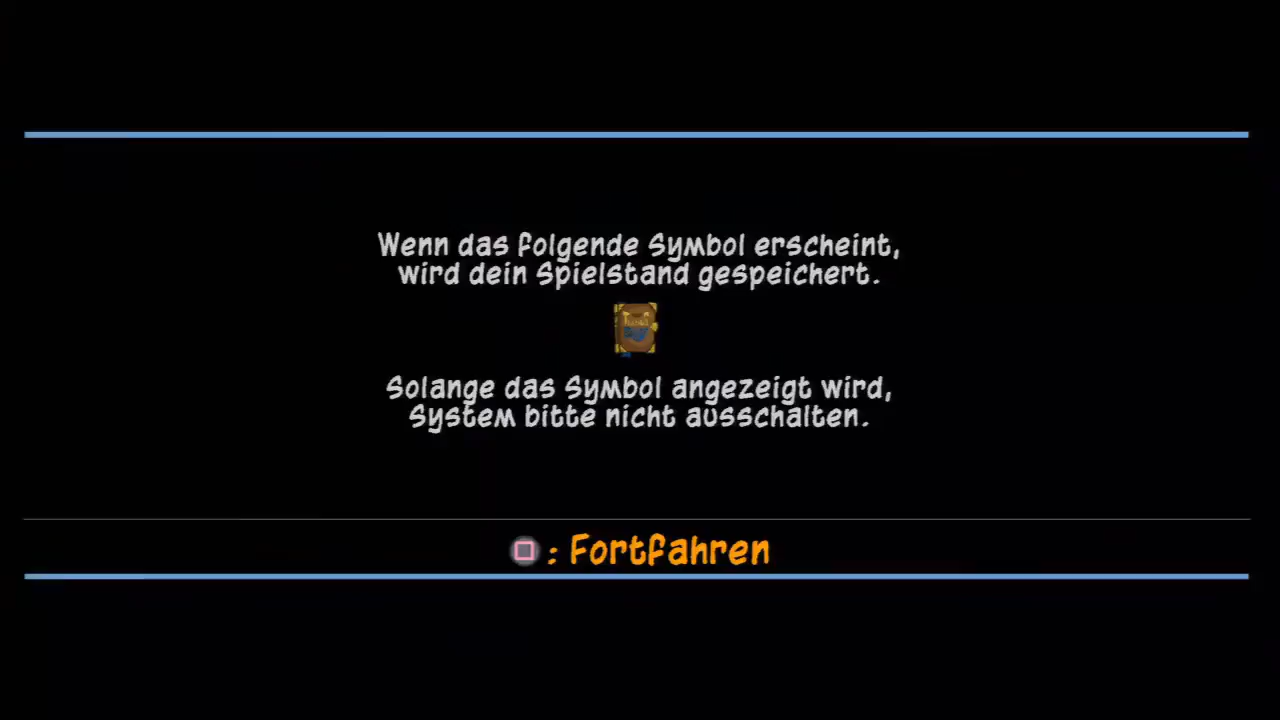 Wenn das folgende Symbol erscheint,
wird dein Spielstand gespeichert.
Solange das Symbol angezeigt wird,
System bitte nicht ausschalten.
: Fortfahren